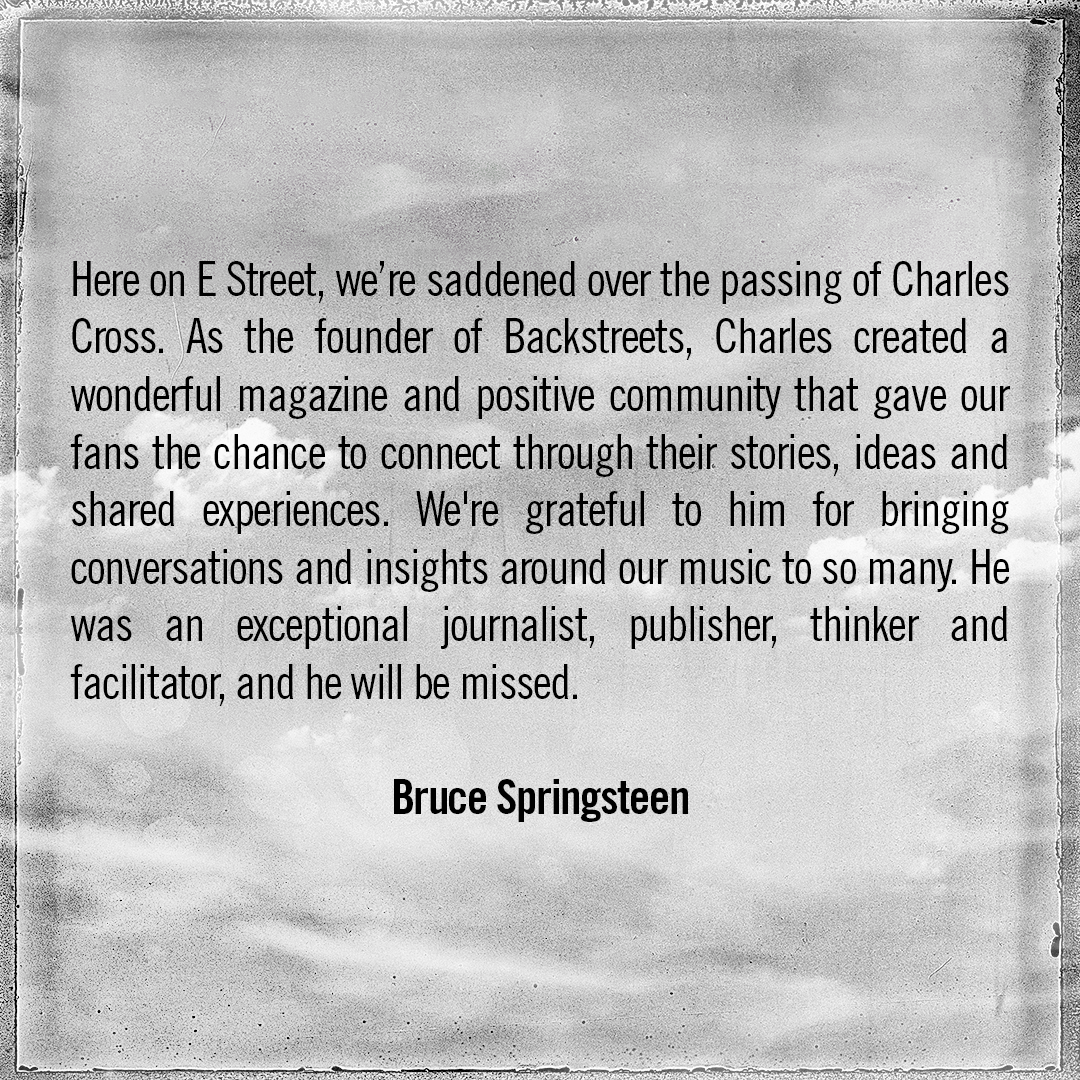 Here on E Street, we’re saddened over the passing of Charles
Cross. As the founder of Backstreets, Charles created a
wonderful magazine and positive community that gave our
fans the chance to connect through their stories, ideas and
shared experiences. We're grateful to him for bringing
conversations and insights around our music to so many. He
was an exceptional journalist, publisher, thinker and
facilitator, and he will be missed.
Bruce Springsteen